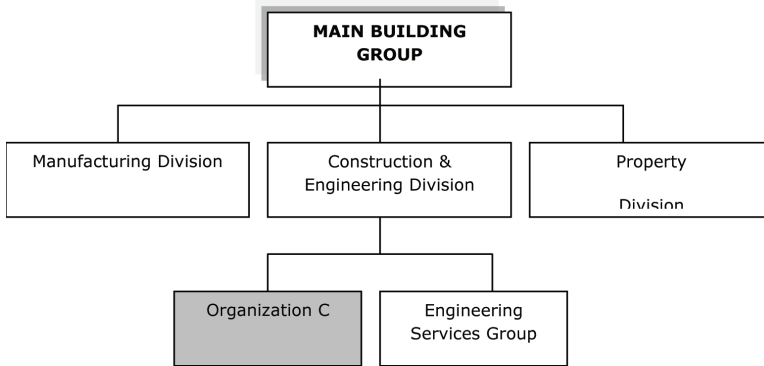 MAIN BUILDING
GROUP
Manufacturing Division
Construction &
Engineering Division
Property
Division
Organization C
Engineering
Services Group